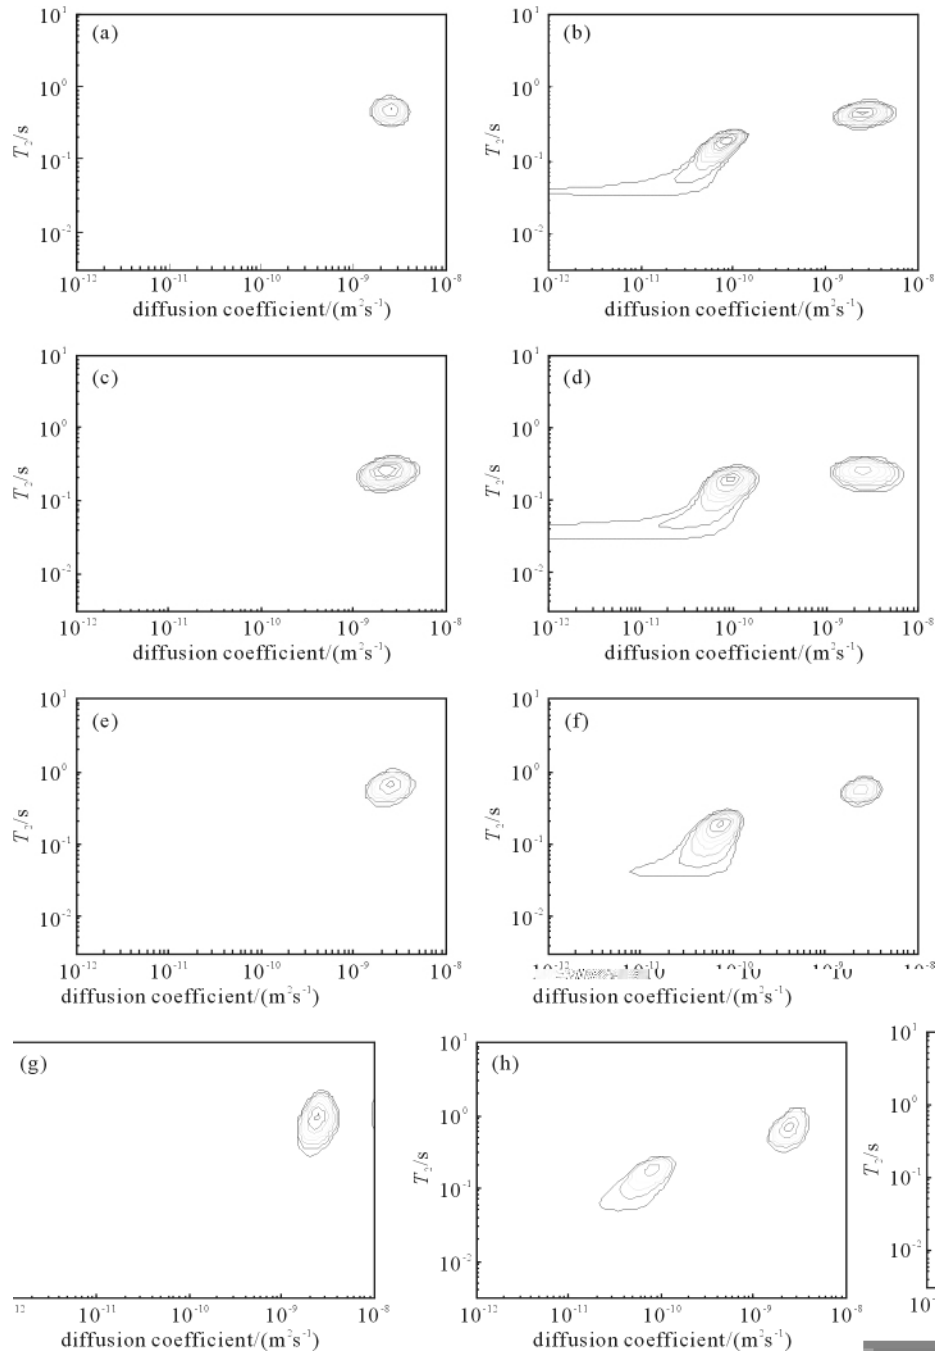 10¹ (a) 10¹ (b)
10⁰ 10⁰
T₂/s T₂/s
10⁻¹ 10⁻¹
10⁻² 10⁻²
10⁻¹² 10⁻¹¹ 10⁻¹⁰ 10⁻⁹ 10⁻⁸ 10⁻¹² 10⁻¹¹ 10⁻¹⁰ 10⁻⁹ 10⁻⁸
diffusion coefficient/(m²s⁻¹) diffusion coefficient/(m²s⁻¹)
10¹ (c) 10¹ (d)
10⁰ 10⁰
T₂/s T₂/s
10⁻¹ 10⁻¹
10⁻² 10⁻²
10⁻¹² 10⁻¹¹ 10⁻¹⁰ 10⁻⁹ 10⁻⁸ 10⁻¹² 10⁻¹¹ 10⁻¹⁰ 10⁻⁹ 10⁻⁸
diffusion coefficient/(m²s⁻¹) diffusion coefficient/(m²s⁻¹)
10¹ (e) 10¹ (f)
10⁰ 10⁰
T₂/s T₂/s
10⁻¹ 10⁻¹
10⁻² 10⁻²
10⁻¹² 10⁻¹¹ 10⁻¹⁰ 10⁻⁹ 10⁻⁸ 10⁻¹² 10⁻¹⁰ 10⁻⁸
diffusion coefficient/(m²s⁻¹) diffusion coefficient/(m²s⁻¹)
(g) 10¹ (h) 10¹
10⁰ 10⁰
T₂/s T₂/s
10⁻¹ 10⁻¹
10⁻² 10⁻²
¹² 10⁻¹¹ 10⁻¹⁰ 10⁻⁹ 10⁻⁸ 10⁻¹² 10⁻¹¹ 10⁻¹⁰ 10⁻⁹ 10⁻⁸ 10⁻
diffusion coefficient/(m²s⁻¹) diffusion coefficient/(m²s⁻¹)